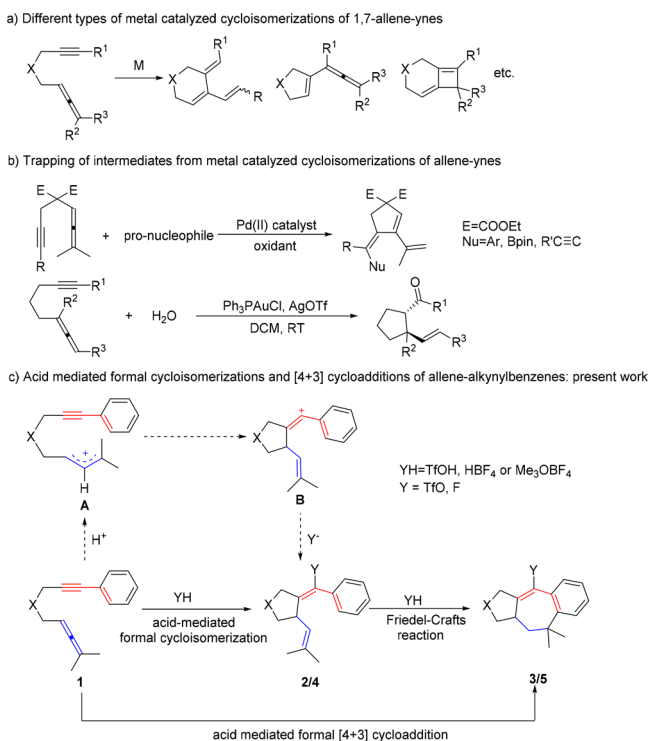 a) Different types of metal catalyzed cycloisomerizations of 1,7-allene-ynes
X R¹ R² R³
M
X R¹ R
X R¹ R³ R²
X R¹ R³ R²
etc.
b) Trapping of intermediates from metal catalyzed cycloisomerizations of allene-ynes
E E R
+ pro-nucleophile
Pd(II) catalyst
oxidant
E E R Nu
E=COOEt
Nu=Ar, Bpin, R'C≡C
R¹ R² R³
+ H₂O
Ph₃PAuCl, AgOTf
DCM, RT
O R¹ R² R³
c) Acid mediated formal cycloisomerizations and [4+3] cycloadditions of allene-alkynylbenzenes: present work
X + H
A
X +
B
YH=TfOH, HBF₄ or Me₃OBF₄
Y = TfO, F
H⁺
Y⁻
X
1
YH
acid-mediated
formal cycloisomerization
Y X
2/4
YH
Friedel-Crafts
reaction
Y X
3/5
acid mediated formal [4+3] cycloaddition